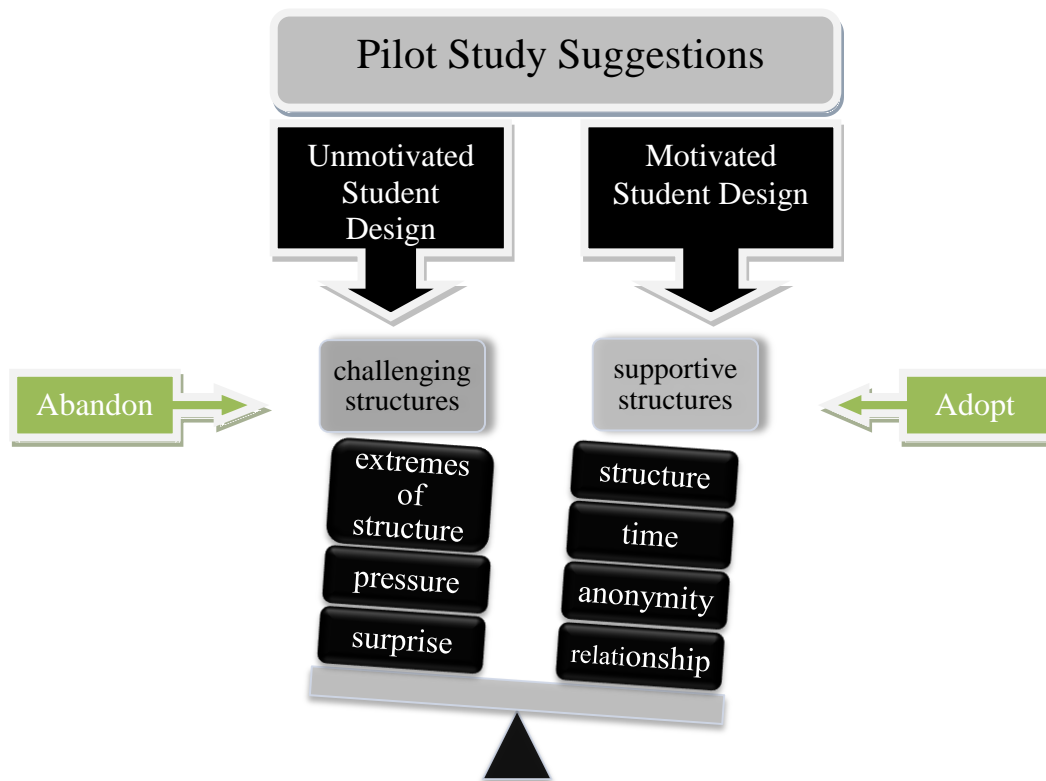 Pilot Study Suggestions
Unmotivated
Student
Design
Motivated
Student Design
Abandon
challenging
structures
supportive
structures
Adopt
extremes
of
structure
pressure
surprise
structure
time
anonymity
relationship